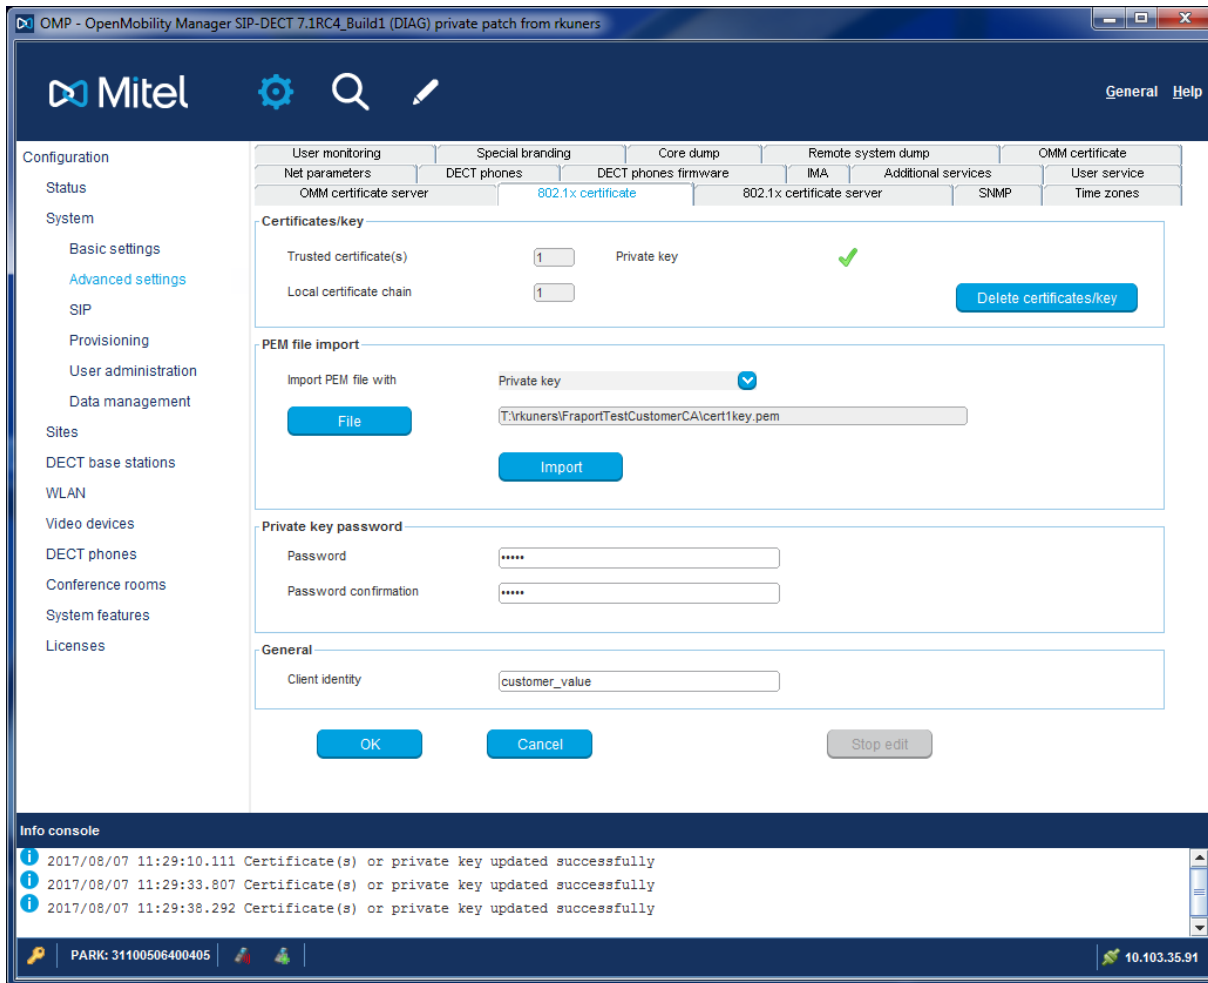 OMP - OpenMobility Manager SIP-DECT 7.1RC4_Build1 (DIAG) private patch from rkuners
Mitel
General Help
Configuration
Status
System
Basic settings
Advanced settings
SIP
Provisioning
User administration
Data management
Sites
DECT base stations
WLAN
Video devices
DECT phones
Conference rooms
System features
Licenses
User monitoring Special branding Core dump Remote system dump OMM certificate
Net parameters DECT phones DECT phones firmware IMA Additional services User service
OMM certificate server 802.1x certificate 802.1x certificate server SNMP Time zones
Certificates/key
Trusted certificate(s) 1 Private key
Local certificate chain 1
Delete certificates/key
PEM file import
Import PEM file with Private key
File T:\rkuners\FraportTestCustomerCA\cert1key.pem
Import
Private key password
Password •••••
Password confirmation •••••
General
Client identity customer_value
OK Cancel Stop edit
Info console
2017/08/07 11:29:10.111 Certificate(s) or private key updated successfully
2017/08/07 11:29:33.807 Certificate(s) or private key updated successfully
2017/08/07 11:29:38.292 Certificate(s) or private key updated successfully
PARK: 31100506400405 10.103.35.91